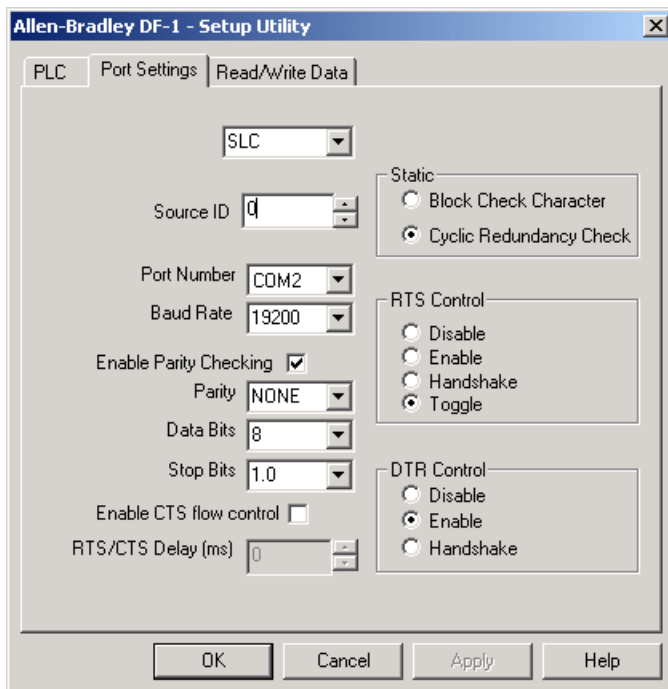 Allen-Bradley DF-1 - Setup Utility
PLC Port Settings Read/Write Data
SLC
Source ID 0
Port Number COM2
Baud Rate 19200
Enable Parity Checking
Parity NONE
Data Bits 8
Stop Bits 1.0
Enable CTS flow control
RTS/CTS Delay (ms) 0
Static
Block Check Character
Cyclic Redundancy Check
RTS Control
Disable
Enable
Handshake
Toggle
DTR Control
Disable
Enable
Handshake
OK Cancel Apply Help